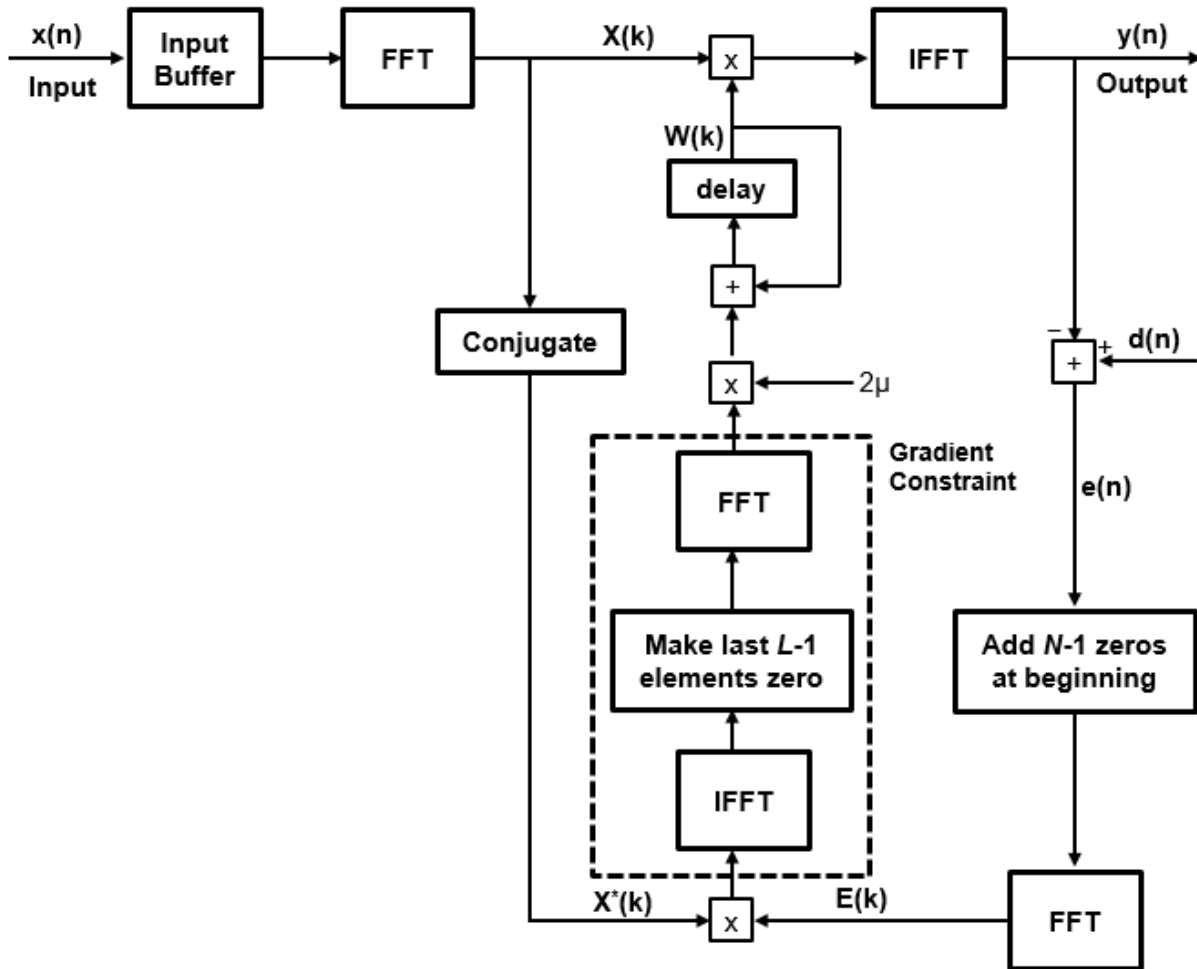 x(n)
Input
Input
Buffer
FFT
X(k)
x
IFFT
y(n)
Output
W(k)
delay
+
Conjugate
x
2μ
−
+
+
d(n)
Gradient
Constraint
FFT
e(n)
Make last L-1
elements zero
Add N-1 zeros
at beginning
IFFT
X*(k)
x
E(k)
FFT